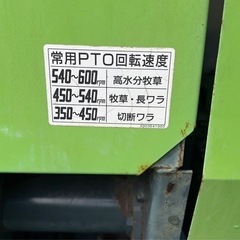 常用PTO回転速度
540~600rpm 高水分牧草
450~540rpm 牧草・長ワラ
350~450rpm 切断ワラ